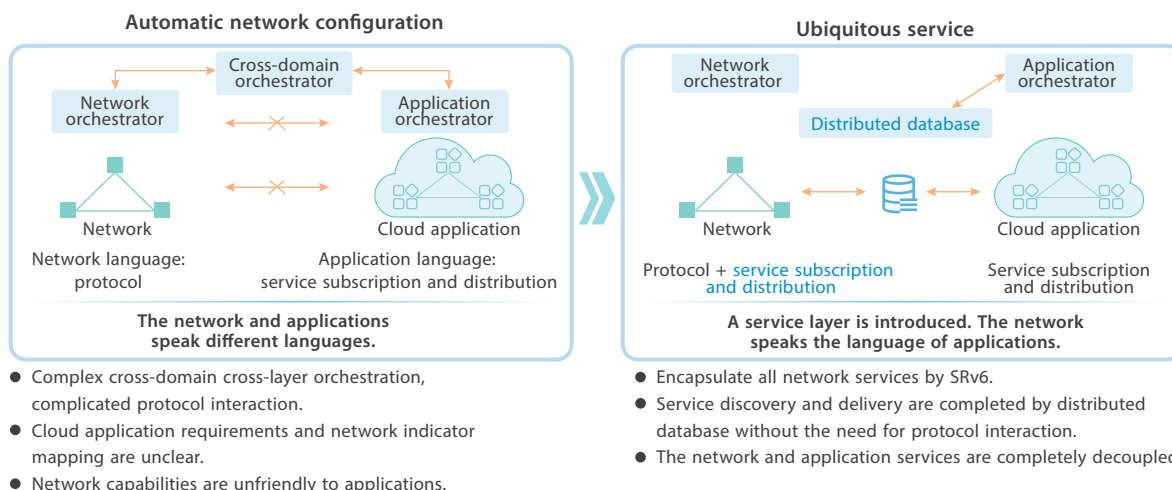 Automatic network configuration
Cross-domain
orchestrator
Network
orchestrator
Application
orchestrator
Network
Cloud application
Network language:
protocol
Application language:
service subscription and distribution
The network and applications
speak different languages.
● Complex cross-domain cross-layer orchestration,
complicated protocol interaction.
● Cloud application requirements and network indicator
mapping are unclear.
● Network capabilities are unfriendly to applications.
Ubiquitous service
Network
orchestrator
Application
orchestrator
Distributed database
Network
Cloud application
Protocol + service subscription
and distribution
Service subscription
and distribution
A service layer is introduced. The network
speaks the language of applications.
● Encapsulate all network services by SRv6.
● Service discovery and delivery are completed by distributed
database without the need for protocol interaction.
● The network and application services are completely decoupled